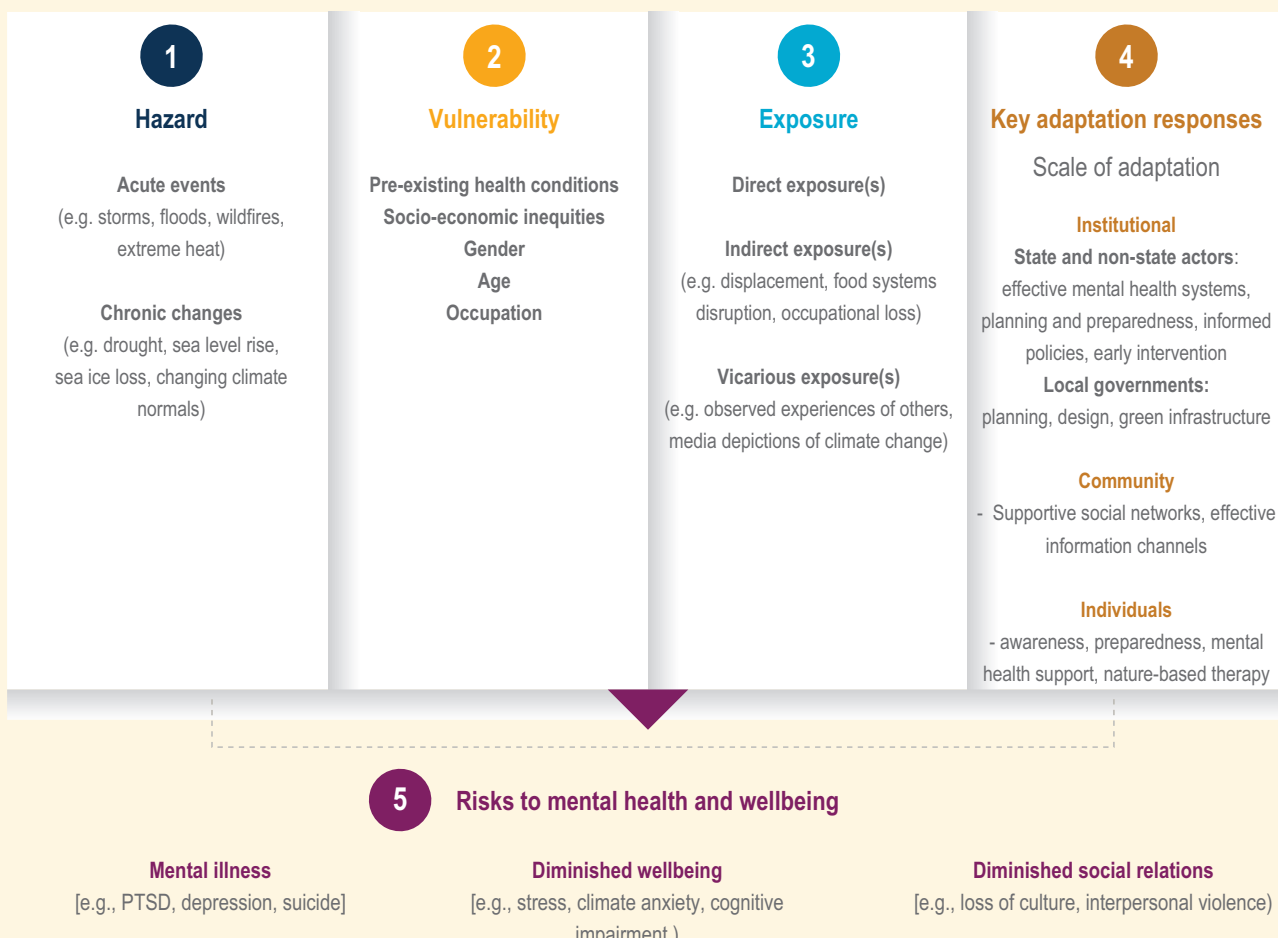 1
Hazard
Acute events
(e.g. storms, floods, wildfires,
extreme heat)
Chronic changes
(e.g. drought, sea level rise,
sea ice loss, changing climate
normals)
2
Vulnerability
Pre-existing health conditions
Socio-economic inequities
Gender
Age
Occupation
3
Exposure
Direct exposure(s)
Indirect exposure(s)
(e.g. displacement, food systems
disruption, occupational loss)
Vicarious exposure(s)
(e.g. observed experiences of others,
media depictions of climate change)
4
Key adaptation responses
Scale of adaptation
Institutional
State and non-state actors:
effective mental health systems,
planning and preparedness, informed
policies, early intervention
Local governments:
planning, design, green infrastructure
Community
- Supportive social networks, effective
information channels
Individuals
- awareness, preparedness, mental
health support, nature-based therapy
5
Risks to mental health and wellbeing
Mental illness
[e.g., PTSD, depression, suicide]
Diminished wellbeing
[e.g., stress, climate anxiety, cognitive
impairment )
Diminished social relations
[e.g., loss of culture, interpersonal violence)